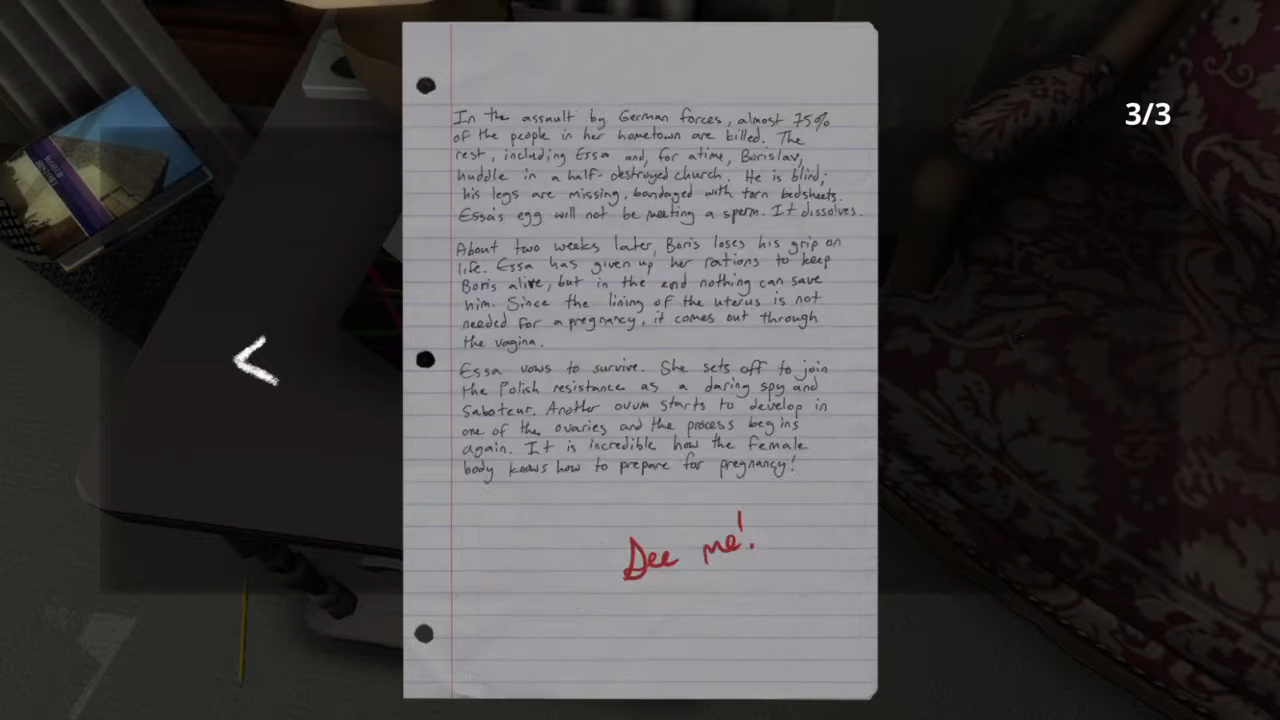 3/3
In the assault by German forces, almost 75%
of the people in her hometown are killed. The
rest, including Essa and, for a time, Borislav,
huddle in a half-destroyed church. He is blind;
his legs are missing, bandaged with torn bedsheets.
Essa's egg will not be meeting a sperm. It dissolves.
About two weeks later, Boris loses his grip on
life. Essa has given up her rations to keep
Boris alive, but in the end nothing can save
him. Since the lining of the uterus is not
needed for a pregnancy, it comes out through
the vagina.
Essa vows to survive. She sets off to join
the Polish resistance as a daring spy and
saboteur. Another ovum starts to develop in
one of the ovaries and the process begins
again. It is incredible how the female
body knows how to prepare for pregnancy!
See me!